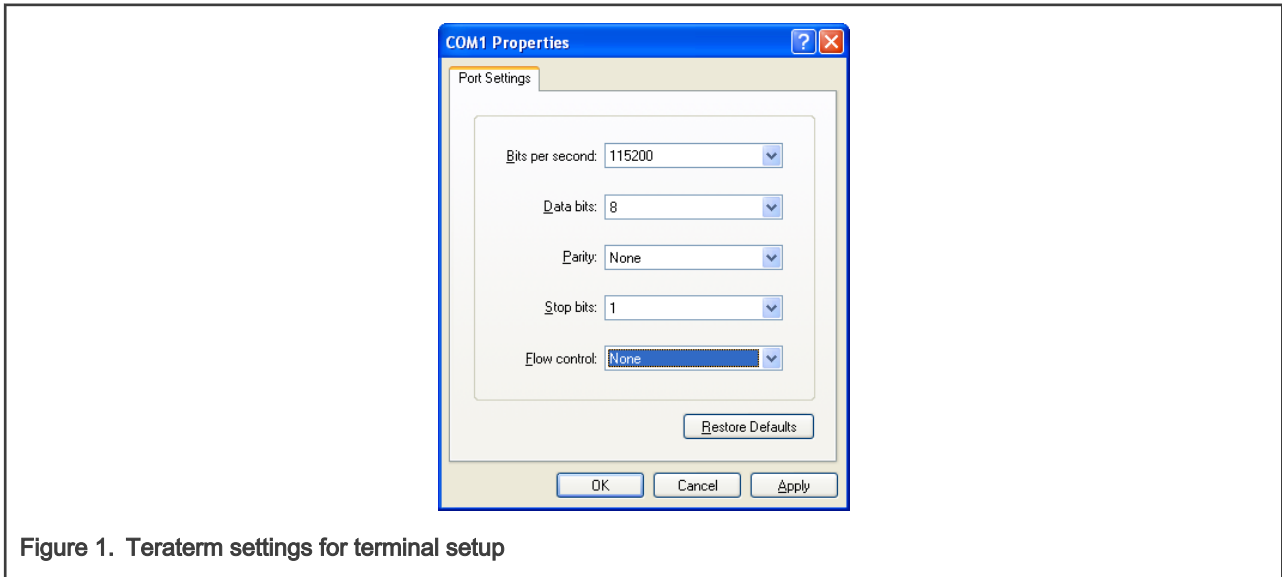 COM1 Properties
Port Settings
Bits per second: 115200
Data bits: 8
Parity: None
Stop bits: 1
Flow control: None
Restore Defaults
OK Cancel Apply
Figure 1. Teraterm settings for terminal setup